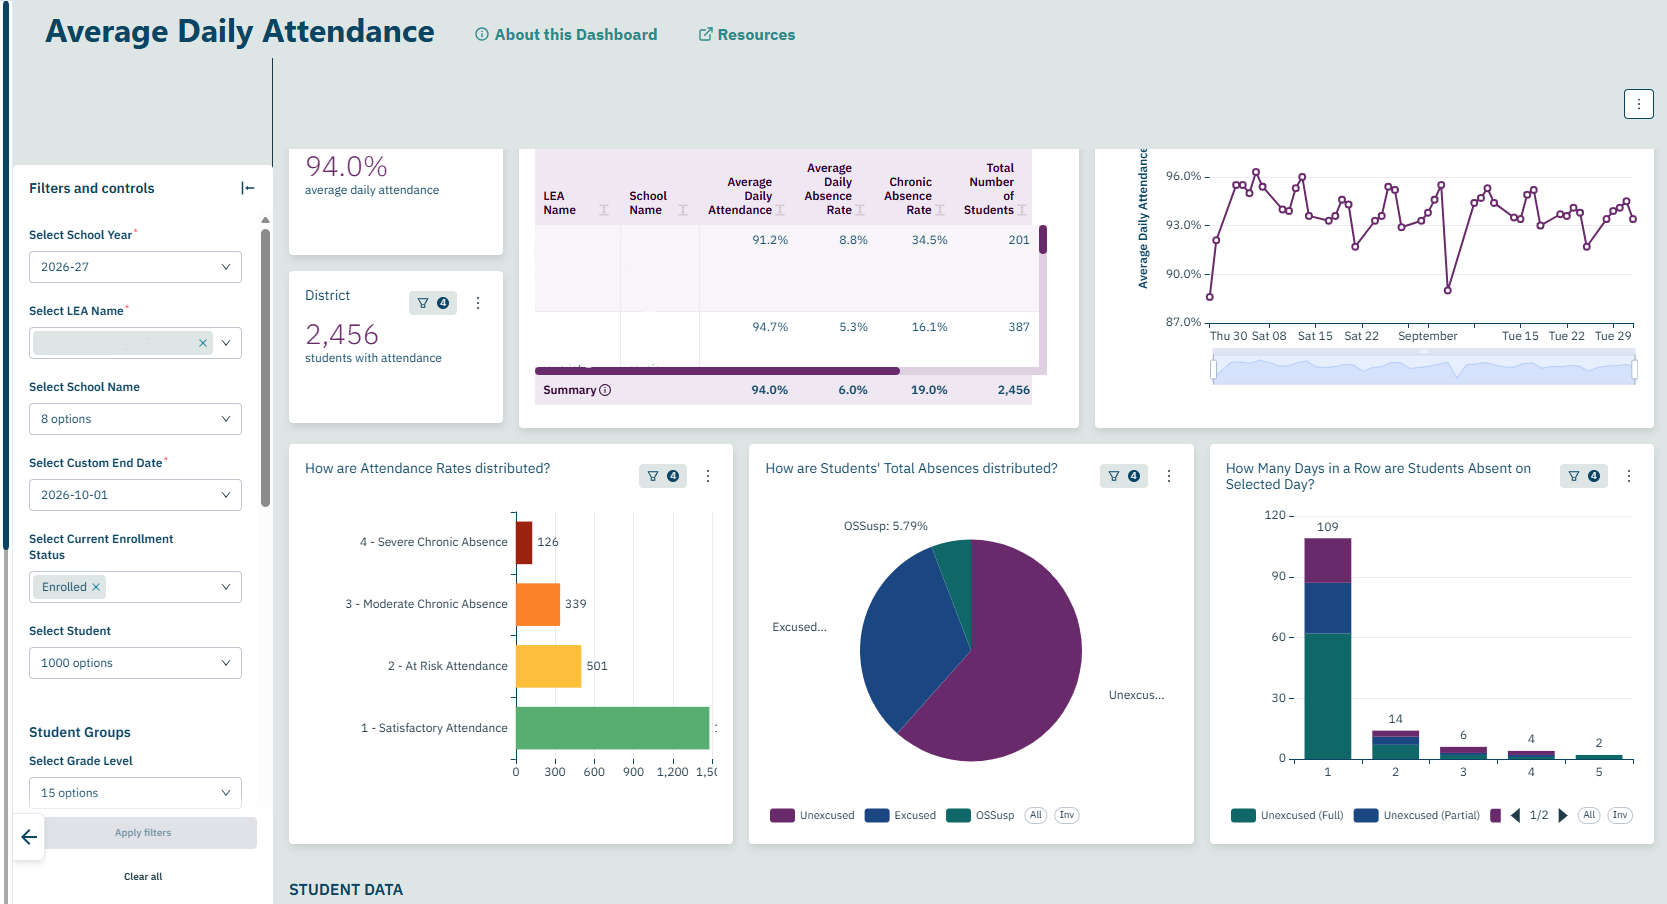 Average Daily Attendance
About this Dashboard
Resources
Filters and controls
Select School Year*
2026-27
Select LEA Name*
Select School Name
8 options
Select Custom End Date*
2026-10-01
Select Current Enrollment
Status
Enrolled
Select Student
1000 options
Student Groups
Select Grade Level
15 options
Apply filters
Clear all
94.0%
average daily attendance
District
4
2,456
students with attendance
LEA
Name
School
Name
Average
Daily
Attendance
Average
Daily
Absence
Rate
Chronic
Absence
Rate
Total
Number
of
Students
91.2% 8.8% 34.5% 201
94.7% 5.3% 16.1% 387
Summary 94.0% 6.0% 19.0% 2,456
Average Daily Attendance
96.0%
93.0%
90.0%
87.0%
Thu 30 Sat 08 Sat 15 Sat 22 September Tue 15 Tue 22 Tue 29
How are Attendance Rates distributed?
4
4 - Severe Chronic Absence 126
3 - Moderate Chronic Absence 339
2 - At Risk Attendance 501
1 - Satisfactory Attendance
0 300 600 900 1,200 1,50
How are Students' Total Absences distributed?
4
OSSusp: 5.79%
Excused...
Unexcus...
Unexcused Excused OSSusp All Inv
How Many Days in a Row are Students Absent on
Selected Day?
4
120
90
60
30
0
109
14
6
4
2
1 2 3 4 5
Unexcused (Full) Unexcused (Partial) 1/2 All Inv
STUDENT DATA